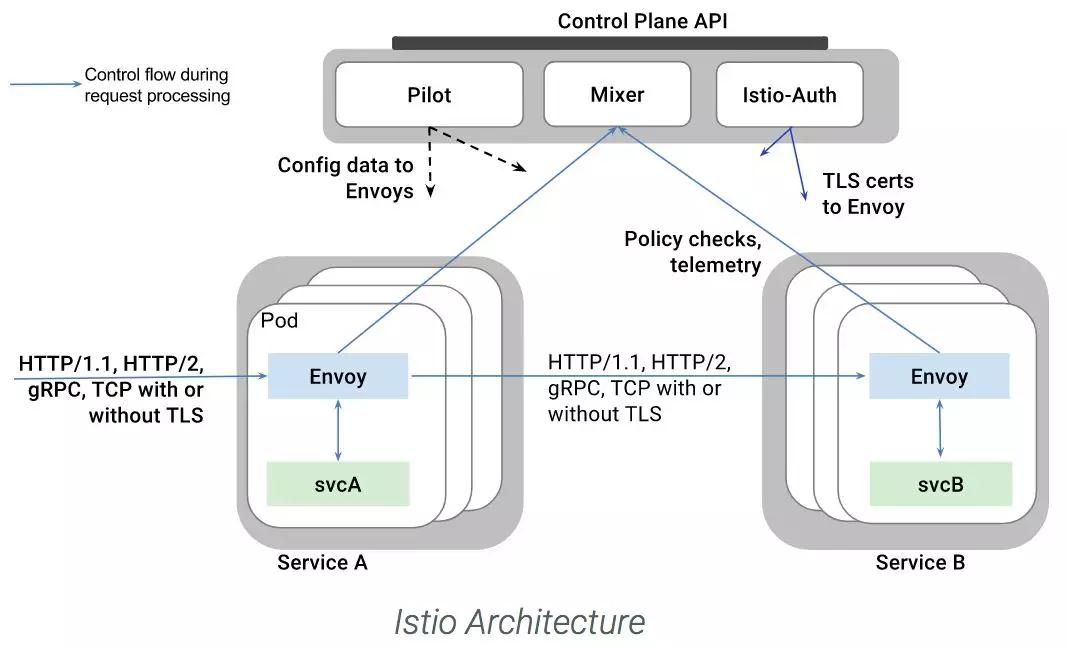 Control Plane API
Control flow during
request processing
Pilot
Mixer
Istio-Auth
Config data to
Envoys
TLS certs
to Envoy
Policy checks,
telemetry
Pod
HTTP/1.1, HTTP/2,
gRPC, TCP with or
without TLS
Envoy
HTTP/1.1, HTTP/2,
gRPC, TCP with or
without TLS
Envoy
svcA
svcB
Service A
Service B
Istio Architecture